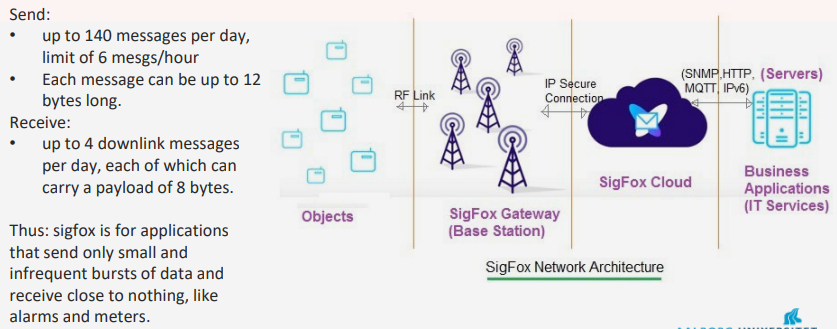 Send:
• up to 140 messages per day,
limit of 6 mesgs/hour
• Each message can be up to 12
bytes long.
Receive:
• up to 4 downlink messages
per day, each of which can
carry a payload of 8 bytes.
Thus: sigfox is for applications
that send only small and
infrequent bursts of data and
receive close to nothing, like
alarms and meters.
RF Link
IP Secure
Connection
(SNMP,HTTP, (Servers)
MQTT, IPv6)
Objects
SigFox Gateway
(Base Station)
SigFox Cloud
Business
Applications
(IT Services)
SigFox Network Architecture